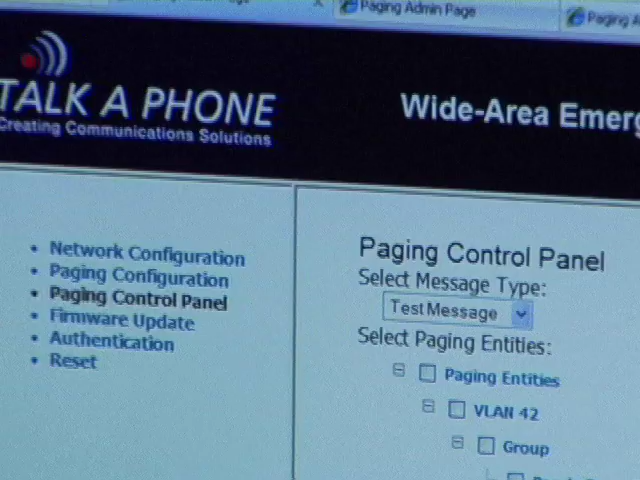 Paging Admin Page
Paging
TALK A PHONE
Creating Communications Solutions
Wide-Area
Network Configuration
Paging Configuration
Paging Control Panel
Firmware Update
Authentication
Reset
Paging Control Panel
Select Message Type:
Test Message
Select Paging Entities:
Paging Entities
VLAN 42
Group